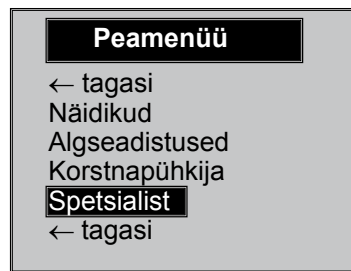 Peamenüü
← tagasi
Näidikud
Algseadistused
Korstnapühkija
Spetsialist
← tagasi